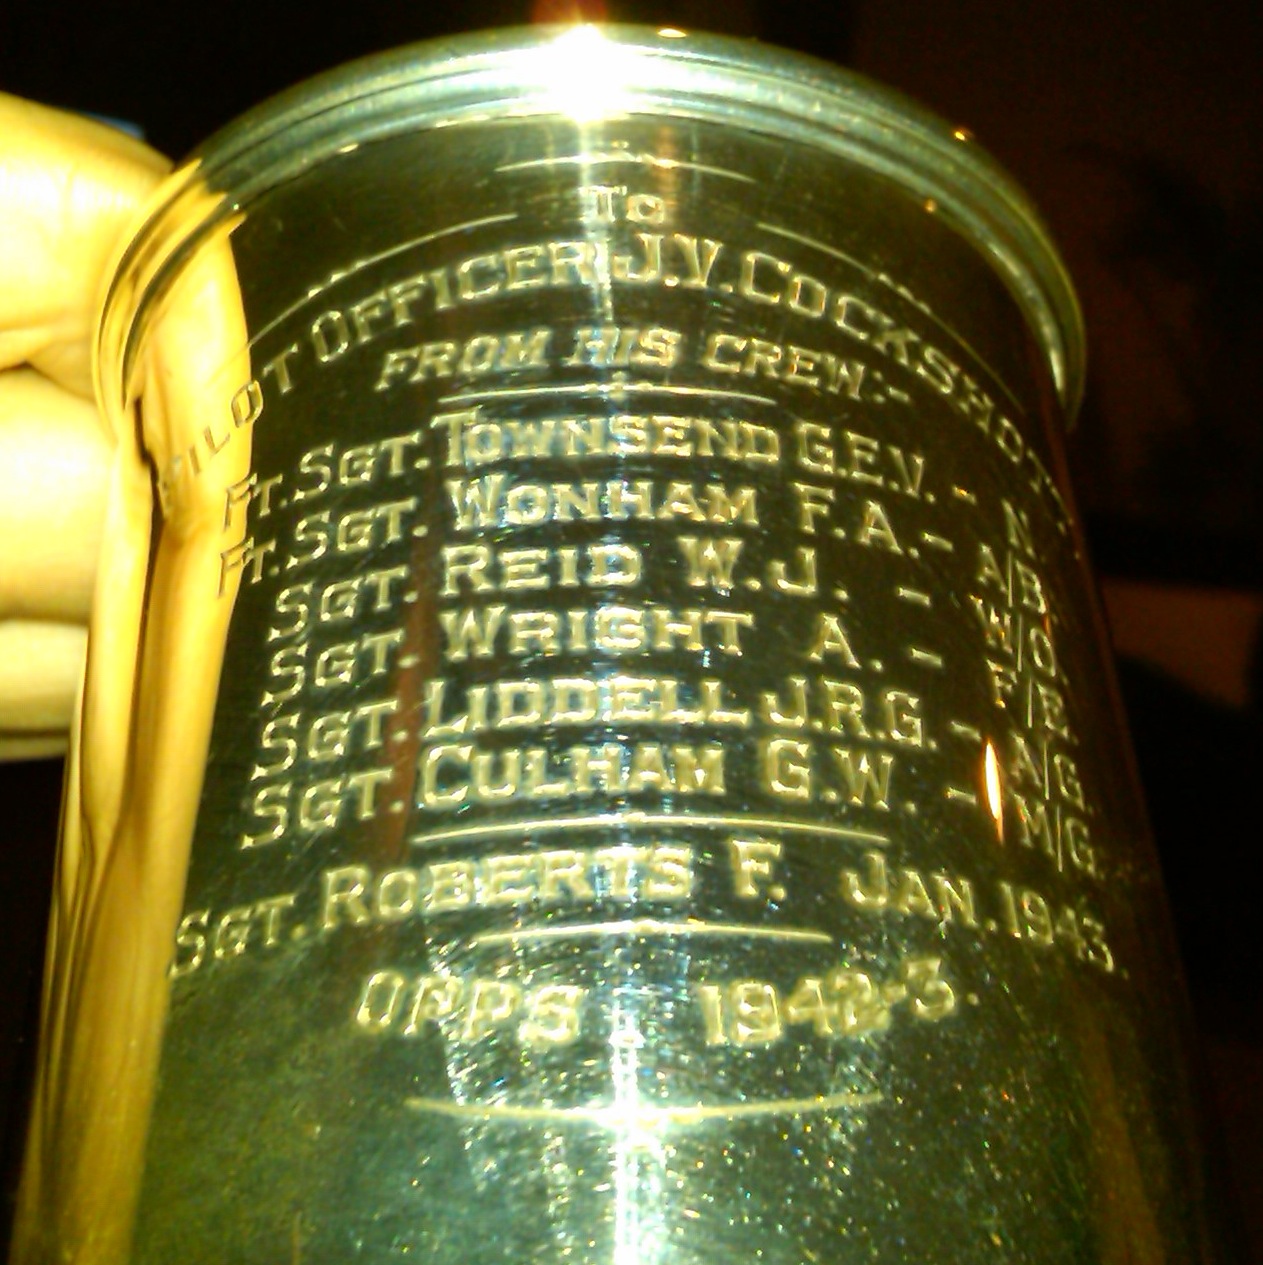 To
PILOT OFFICER J.V. COCKSHOTT.
FROM HIS CREW:-
FT. SGT. TOWNSEND G.E.V. - N.
FT. SGT. WONHAM F.A. - A/B.
SGT. REID W.J. - W/O.
SGT. WRIGHT A. - F/E.
SGT. LIDDELL J.R.G. - A/G.
SGT. CULHAM G.W. - M/G.
SGT. ROBERTS F. JAN. 1943.
OPPS 1942-3.